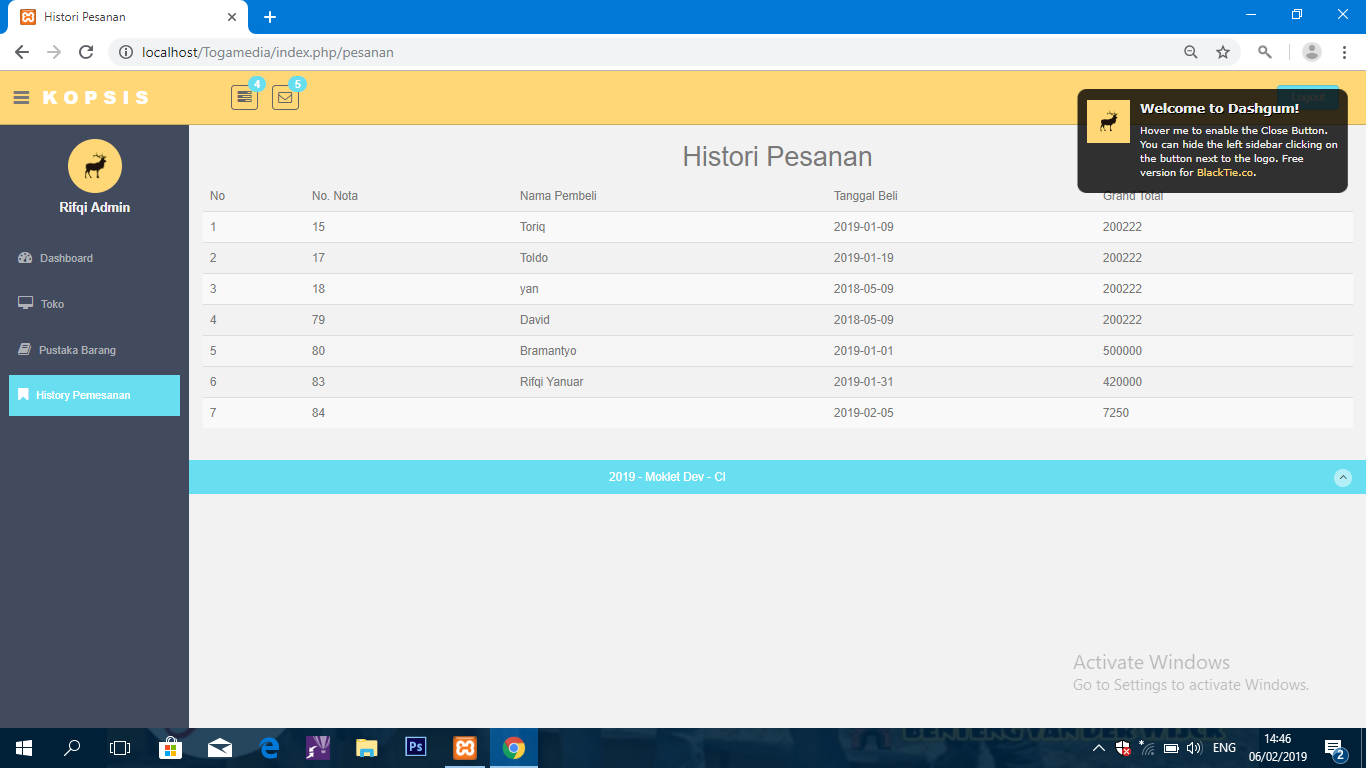 Histori Pesanan
localhost/Togamedia/index.php/pesanan
KOPSIS
4
5
Welcome to Dashgum!
Hover me to enable the Close Button.
You can hide the left sidebar clicking on
the button next to the logo. Free
version for BlackTie.co.
Rifqi Admin
Dashboard
Toko
Pustaka Barang
History Pemesanan
Histori Pesanan
No No. Nota Nama Pembeli Tanggal Beli Grand Total
1 15 Toriq 2019-01-09 200222
2 17 Toldo 2019-01-19 200222
3 18 yan 2018-05-09 200222
4 79 David 2018-05-09 200222
5 80 Bramantyo 2019-01-01 500000
6 83 Rifqi Yanuar 2019-01-31 420000
7 84 2019-02-05 7250
2019 - Moklet Dev - CI
Activate Windows
Go to Settings to activate Windows.
Ps
ENG
14:46
06/02/2019
2